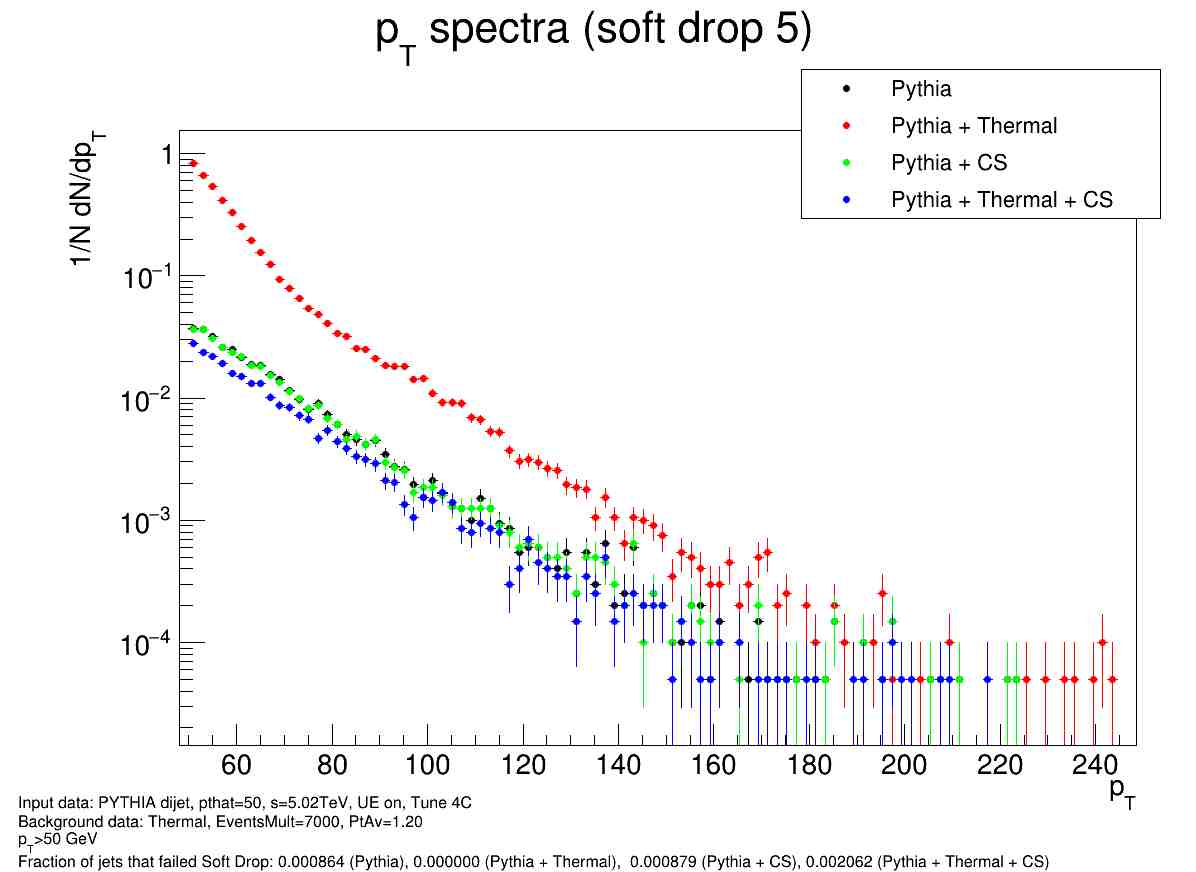 pT spectra (soft drop 5)
Pythia
Pythia + Thermal
Pythia + CS
Pythia + Thermal + CS
1/N dN/dpT
1
10−1
10−2
10−3
10−4
60 80 100 120 140 160 180 200 220 240
pT
Input data: PYTHIA dijet, pthat=50, s=5.02TeV, UE on, Tune 4C
Background data: Thermal, EventsMult=7000, PtAv=1.20
pT>50 GeV
Fraction of jets that failed Soft Drop: 0.000864 (Pythia), 0.000000 (Pythia + Thermal), 0.000879 (Pythia + CS), 0.002062 (Pythia + Thermal + CS)